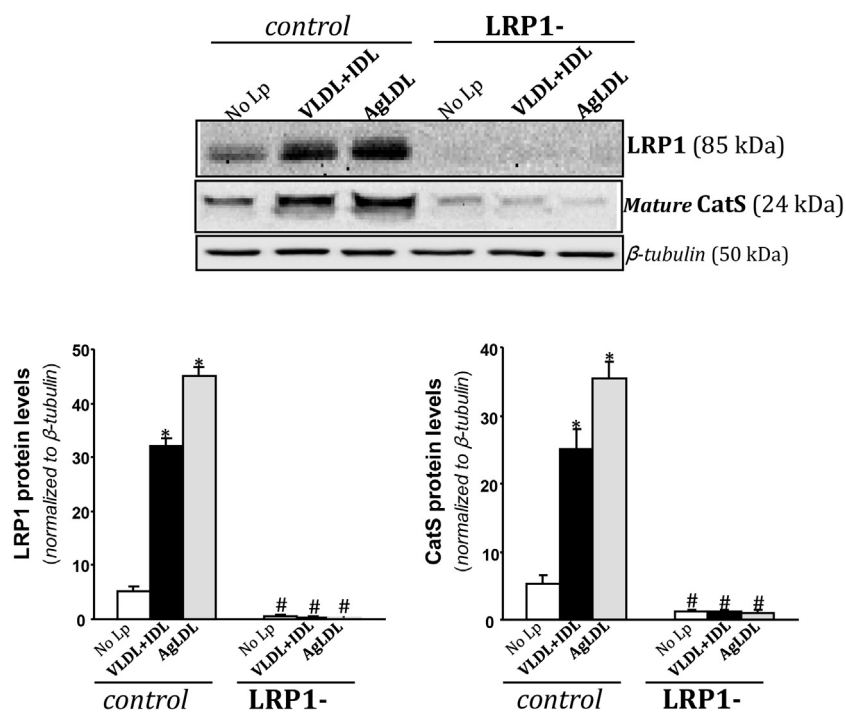 control LRP1-
No Lp VLDL+IDL AgLDL No Lp VLDL+IDL AgLDL
LRP1 (85 kDa)
Mature CatS (24 kDa)
β-tubulin (50 kDa)
LRP1 protein levels
(normalized to β-tubulin)
50
40
30
20
10
0
* *
# # #
No Lp VLDL+IDL AgLDL No Lp VLDL+IDL AgLDL
control LRP1-
CatS protein levels
(normalized to β-tubulin)
40
30
20
10
0
* *
# # #
No Lp VLDL+IDL AgLDL No Lp VLDL+IDL AgLDL
control LRP1-